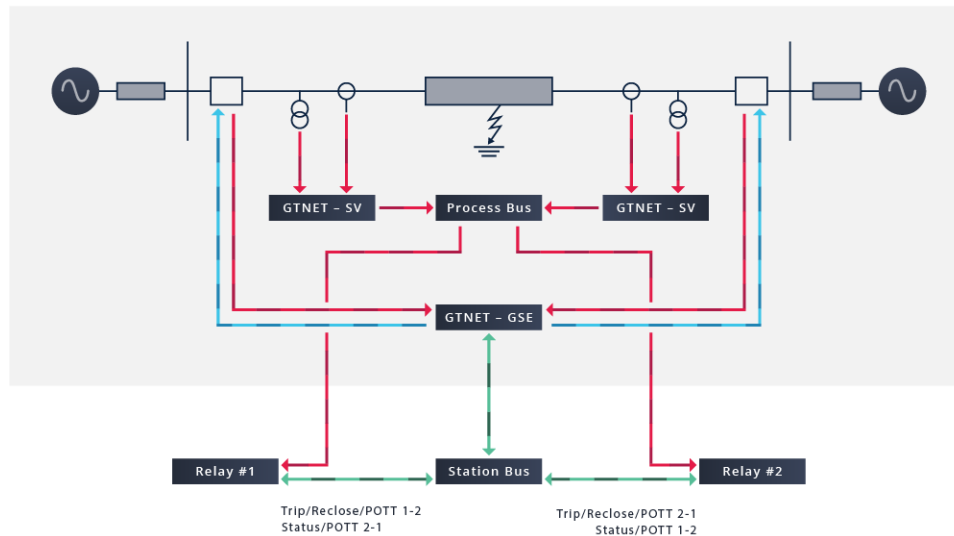 GTNET – SV
Process Bus
GTNET – SV
GTNET – GSE
Relay #1
Station Bus
Relay #2
Trip/Reclose/POTT 1-2
Status/POTT 2-1
Trip/Reclose/POTT 2-1
Status/POTT 1-2